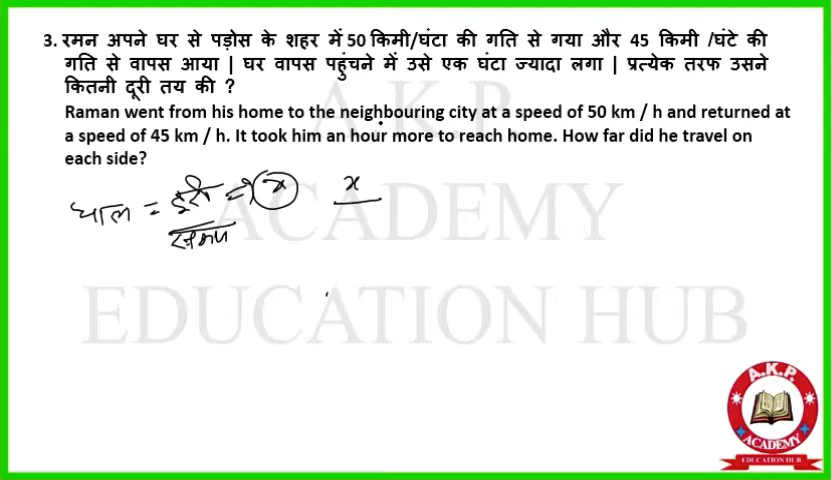 3. रमन अपने घर से पड़ोस के शहर में 50 किमी/घंटा की गति से गया और 45 किमी /घंटे की
गति से वापस आया | घर वापस पहुंचने में उसे एक घंटा ज्यादा लगा | प्रत्येक तरफ उसने
कितनी दूरी तय की ?
Raman went from his home to the neighbouring city at a speed of 50 km / h and returned at
a speed of 45 km / h. It took him an hour more to reach home. How far did he travel on
each side?
चाल = दूरी => x x
समय
A.K.P
ACADEMY
EDUCATION HUB
A.K.P.
ACADEMY
EDUCATION HUB